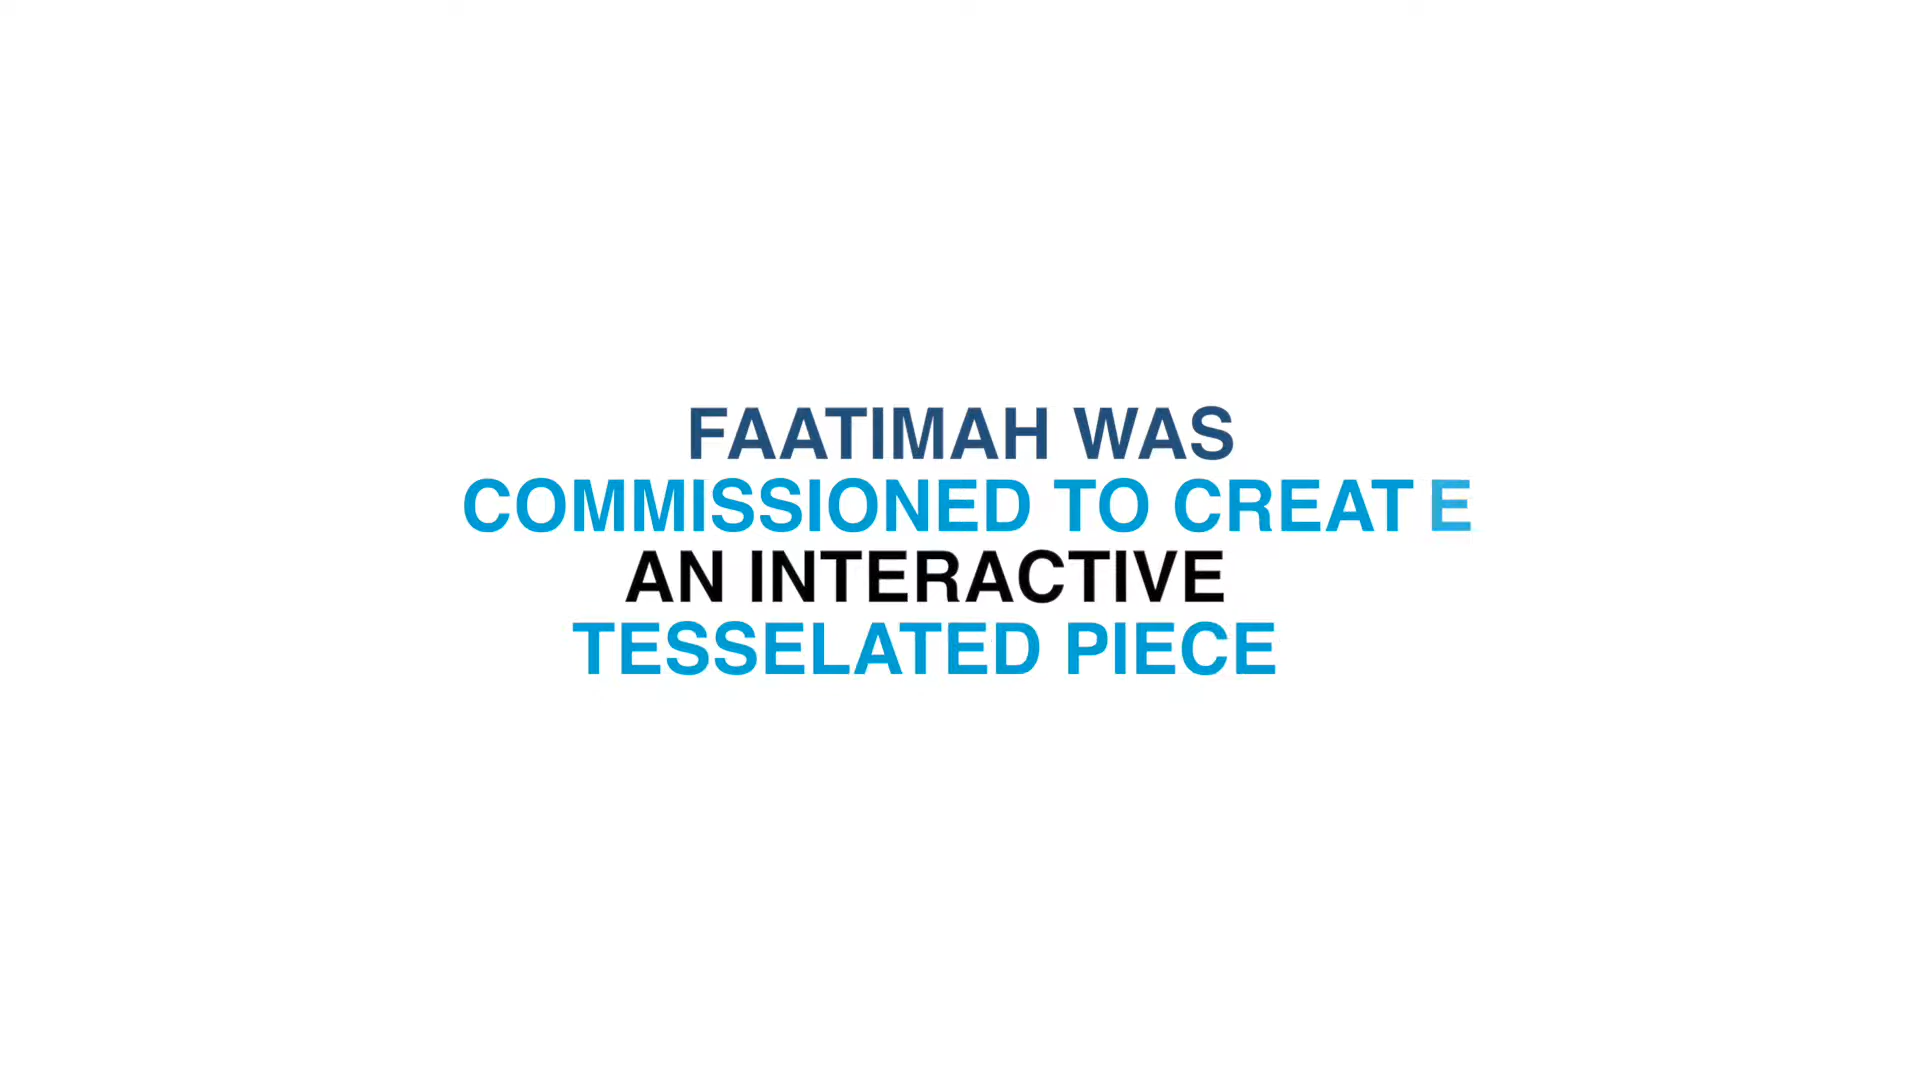 FAATIMAH WAS
COMMISSIONED TO CREATE
AN INTERACTIVE
TESSELATED PIECE